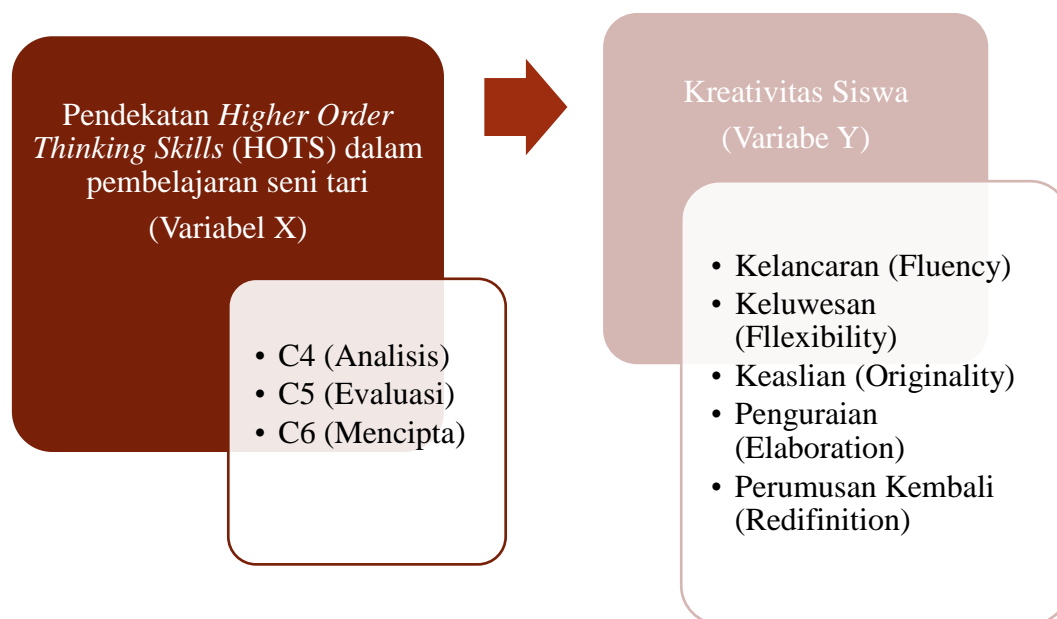 Pendekatan Higher Order
Thinking Skills (HOTS) dalam
pembelajaran seni tari
(Variabel X)
• C4 (Analisis)
• C5 (Evaluasi)
• C6 (Mencipta)
Kreativitas Siswa
(Variabe Y)
• Kelancaran (Fluency)
• Keluwesan
(Fllexibility)
• Keaslian (Originality)
• Penguraian
(Elaboration)
• Perumusan Kembali
(Redifinition)